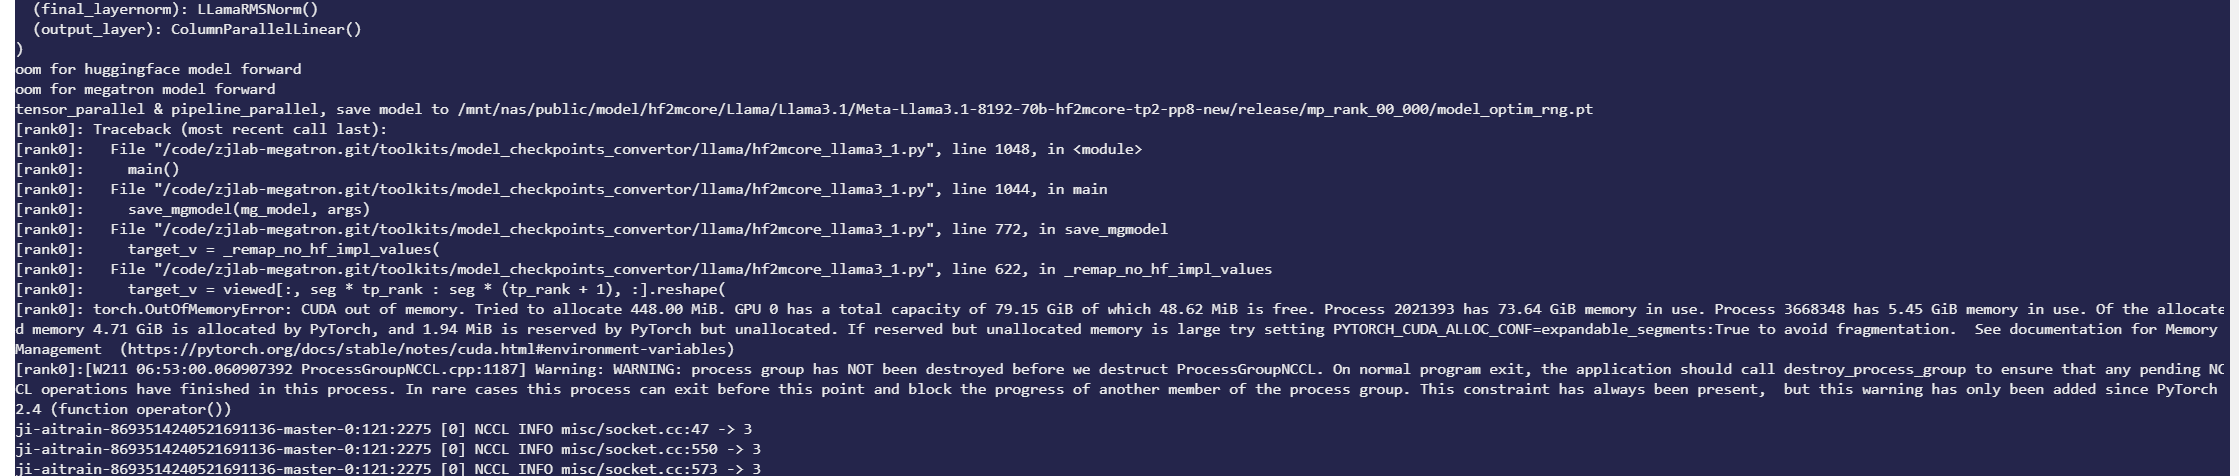 (final_layernorm): LLamaRMSNorm()
(output_layer): ColumnParallelLinear()
)
oom for huggingface model forward
oom for megatron model forward
tensor_parallel & pipeline_parallel, save model to /mnt/nas/public/model/hf2mcore/Llama/Llama3.1/Meta-Llama3.1-8192-70b-hf2mcore-tp2-pp8-new/release/mp_rank_00_000/model_optim_rng.pt
[rank0]: Traceback (most recent call last):
[rank0]:   File "/code/zjlab-megatron.git/toolkits/model_checkpoints_convertor/llama/hf2mcore_llama3_1.py", line 1048, in <module>
[rank0]:     main()
[rank0]:   File "/code/zjlab-megatron.git/toolkits/model_checkpoints_convertor/llama/hf2mcore_llama3_1.py", line 1044, in main
[rank0]:     save_mgmodel(mg_model, args)
[rank0]:   File "/code/zjlab-megatron.git/toolkits/model_checkpoints_convertor/llama/hf2mcore_llama3_1.py", line 772, in save_mgmodel
[rank0]:     target_v = _remap_no_hf_impl_values(
[rank0]:   File "/code/zjlab-megatron.git/toolkits/model_checkpoints_convertor/llama/hf2mcore_llama3_1.py", line 622, in _remap_no_hf_impl_values
[rank0]:     target_v = viewed[:, seg * tp_rank : seg * (tp_rank + 1), :].reshape(
[rank0]: torch.OutOfMemoryError: CUDA out of memory. Tried to allocate 448.00 MiB. GPU 0 has a total capacity of 79.15 GiB of which 48.62 MiB is free. Process 2021393 has 73.64 GiB memory in use. Process 3668348 has 5.45 GiB memory in use. Of the allocate
d memory 4.71 GiB is allocated by PyTorch, and 1.94 MiB is reserved by PyTorch but unallocated. If reserved but unallocated memory is large try setting PYTORCH_CUDA_ALLOC_CONF=expandable_segments:True to avoid fragmentation.  See documentation for Memory
Management  (https://pytorch.org/docs/stable/notes/cuda.html#environment-variables)
[rank0]:[W211 06:53:00.060907392 ProcessGroupNCCL.cpp:1187] Warning: WARNING: process group has NOT been destroyed before we destruct ProcessGroupNCCL. On normal program exit, the application should call destroy_process_group to ensure that any pending NC
CL operations have finished in this process. In rare cases this process can exit before this point and block the progress of another member of the process group. This constraint has always been present,  but this warning has only been added since PyTorch
2.4 (function operator())
ji-aitrain-8693514240521691136-master-0:121:2275 [0] NCCL INFO misc/socket.cc:47 -> 3
ji-aitrain-8693514240521691136-master-0:121:2275 [0] NCCL INFO misc/socket.cc:550 -> 3
ji-aitrain-8693514240521691136-master-0:121:2275 [0] NCCL INFO misc/socket.cc:573 -> 3